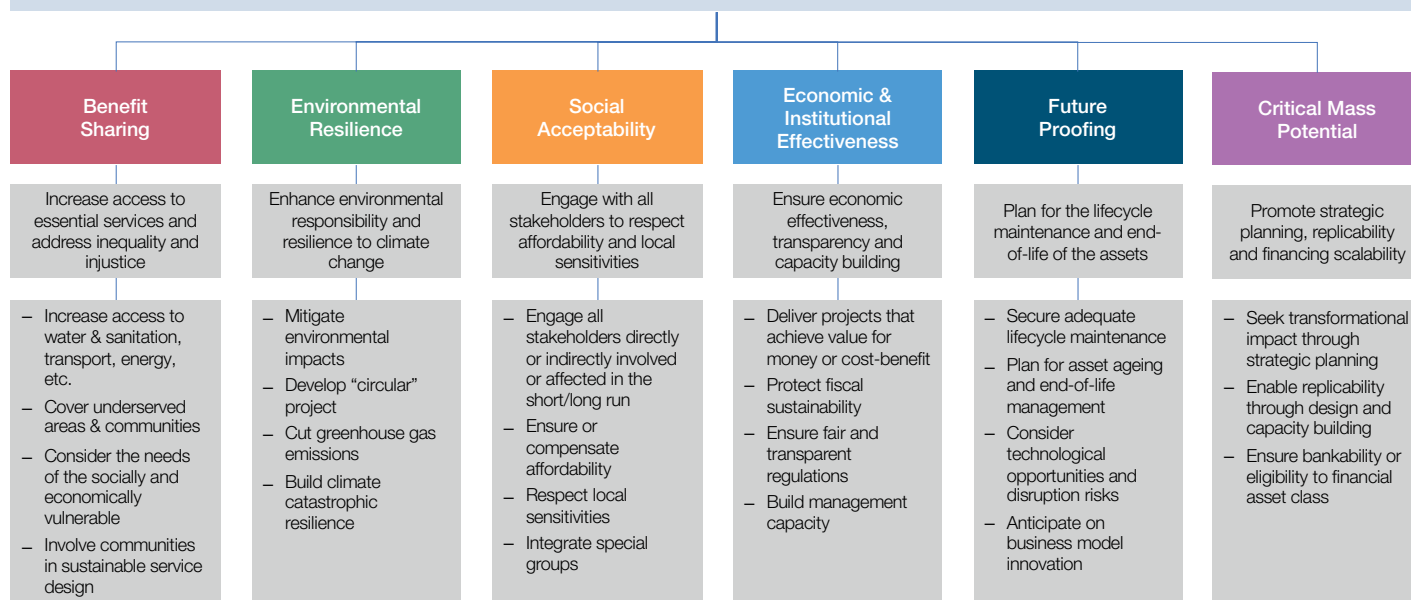 Benefit
Sharing
Environmental
Resilience
Social
Acceptability
Economic &
Institutional
Effectiveness
Future
Proofing
Critical Mass
Potential
Increase access to
essential services and
address inequality and
injustice
Enhance environmental
responsibility and
resilience to climate
change
Engage with all
stakeholders to respect
affordability and local
sensitivities
Ensure economic
effectiveness,
transparency and
capacity building
Plan for the lifecycle
maintenance and end-
of-life of the assets
Promote strategic
planning, replicability
and financing scalability
– Increase access to
water & sanitation,
transport, energy,
etc.
– Cover underserved
areas & communities
– Consider the needs
of the socially and
economically
vulnerable
– Involve communities
in sustainable service
design
– Mitigate
environmental
impacts
– Develop “circular”
project
– Cut greenhouse gas
emissions
– Build climate
catastrophic
resilience
– Engage all
stakeholders directly
or indirectly involved
or affected in the
short/long run
– Ensure or
compensate
affordability
– Respect local
sensitivities
– Integrate special
groups
– Deliver projects that
achieve value for
money or cost-benefit
– Protect fiscal
sustainability
– Ensure fair and
transparent
regulations
– Build management
capacity
– Secure adequate
lifecycle maintenance
– Plan for asset ageing
and end-of-life
management
– Consider
technological
opportunities and
disruption risks
– Anticipate on
business model
innovation
– Seek transformational
impact through
strategic planning
– Enable replicability
through design and
capacity building
– Ensure bankability or
eligibility to financial
asset class